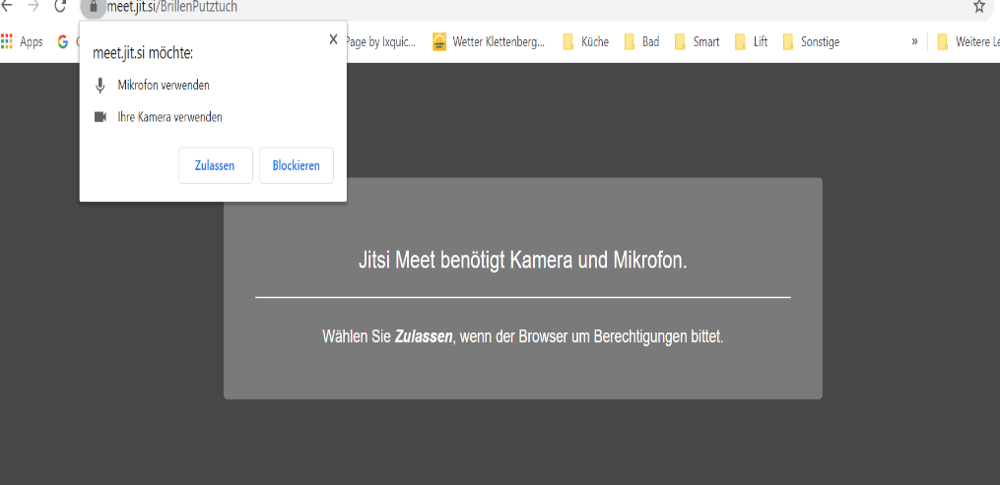 meet.jit.si/BrillenPutztuch
Apps
Page by Ixquic...
Wetter Klettenberg...
Küche
Bad
Smart
Lift
Sonstige
»
Weitere Le
meet.jit.si möchte:
Mikrofon verwenden
Ihre Kamera verwenden
Zulassen
Blockieren
Jitsi Meet benötigt Kamera und Mikrofon.
Wählen Sie Zulassen, wenn der Browser um Berechtigungen bittet.